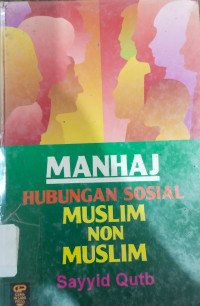 MANHAJ
HUBUNGAN SOSIAL
MUSLIM
NON
MUSLIM
Sayyid Qutb